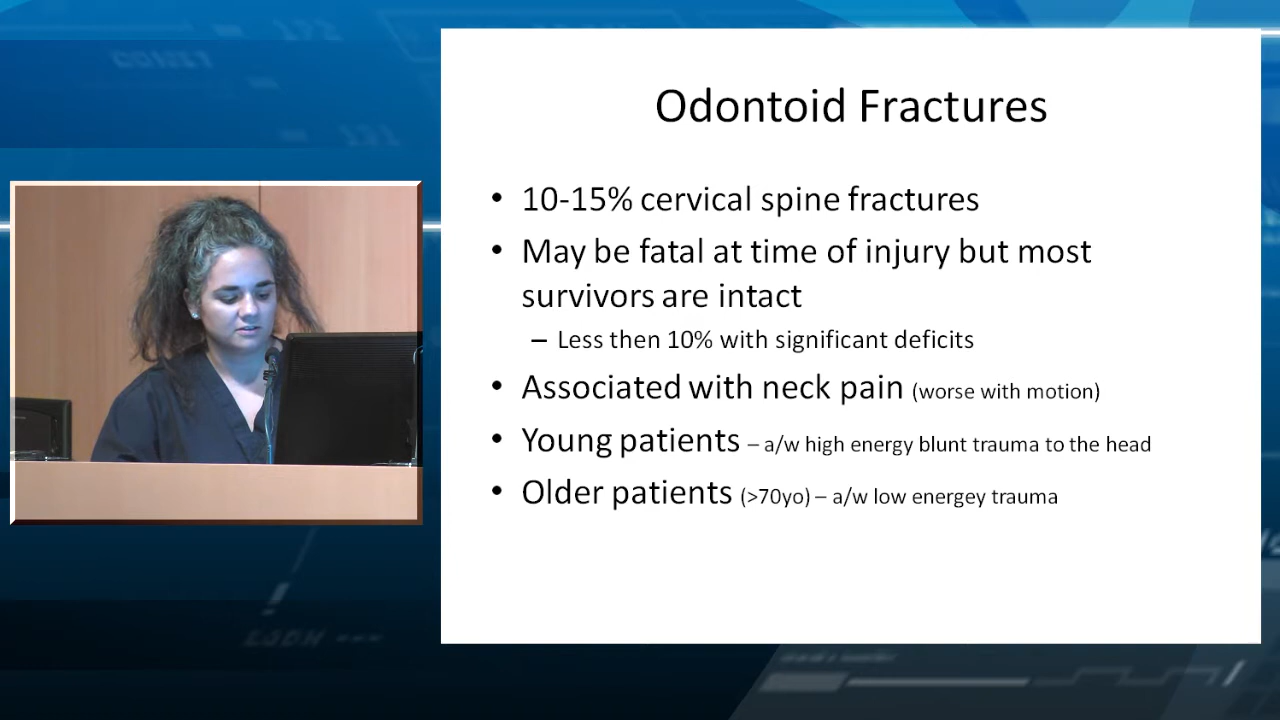 Odontoid Fractures
• 10-15% cervical spine fractures
• May be fatal at time of injury but most
survivors are intact
– Less then 10% with significant deficits
• Associated with neck pain (worse with motion)
• Young patients – a/w high energy blunt trauma to the head
• Older patients (>70yo) – a/w low energey trauma